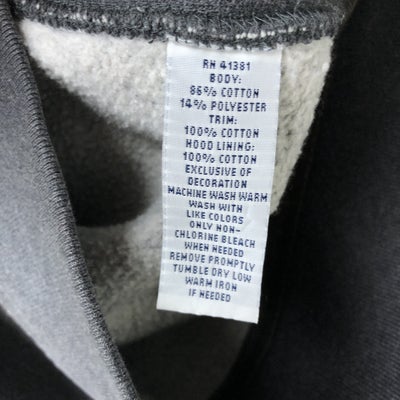 RN 41381
BODY:
86% COTTON
14% POLYESTER
TRIM:
100% COTTON
HOOD LINING:
100% COTTON
EXCLUSIVE OF
DECORATION
MACHINE WASH WARM
WASH WITH
LIKE COLORS
ONLY NON-
CHLORINE BLEACH
WHEN NEEDED
REMOVE PROMPTLY
TUMBLE DRY LOW
WARM IRON
IF NEEDED